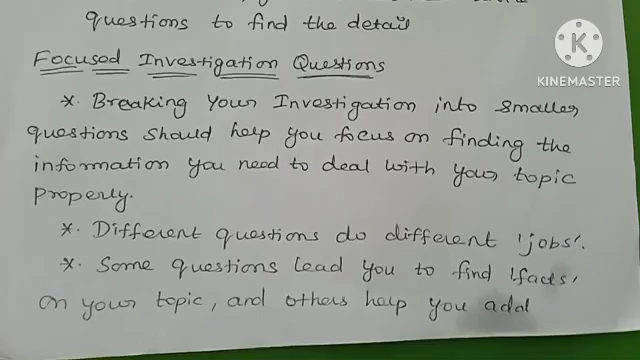 questions to find the details
Focused Investigation Questions
KINEMASTER
*. Breaking Your Investigation into smaller
questions should help you focus on finding the
information you need to deal with your topic
property.
*. Different questions do different 'jobs'.
*. Some questions lead you to find 'facts'
on your topic, and others help you add